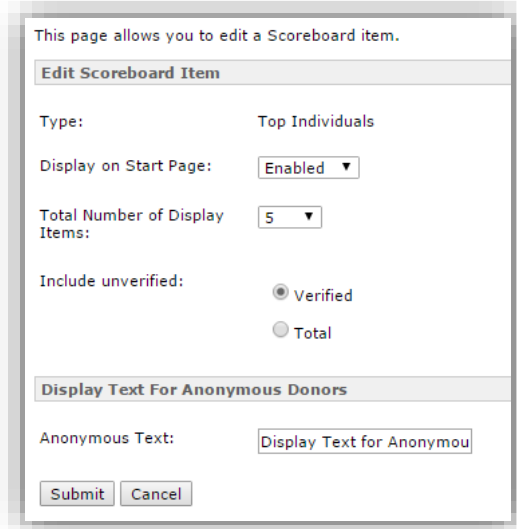 This page allows you to edit a Scoreboard item.
Edit Scoreboard Item
Type: Top Individuals
Display on Start Page: Enabled
Total Number of Display 5
Items:
Include unverified: Verified
Total
Display Text For Anonymous Donors
Anonymous Text: Display Text for Anonymou
Submit Cancel